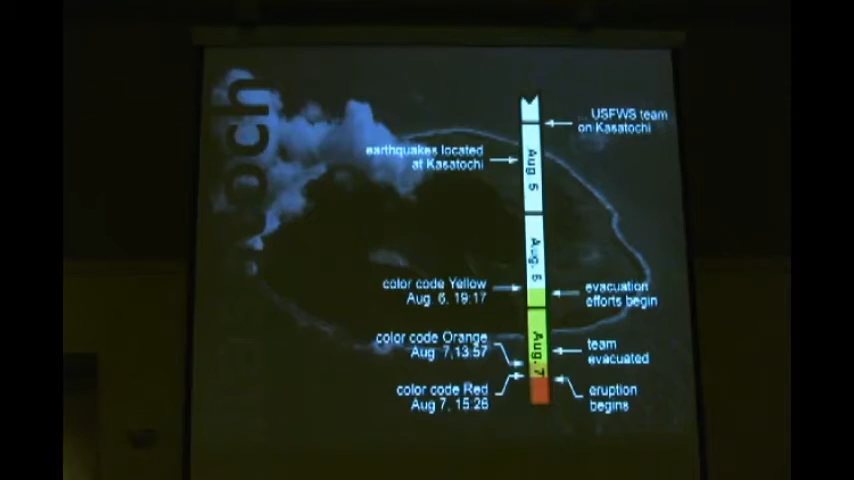 ... USFWS team
on Kasatochi
earthquakes located
at Kasatochi
Aug 5
Aug. 6
color code Yellow
Aug 6, 19:17
evacuation
efforts begin
color code Orange
Aug 7,13:57
Aug. 7
team
evacuated
color code Red
Aug 7, 15:26
eruption
begins